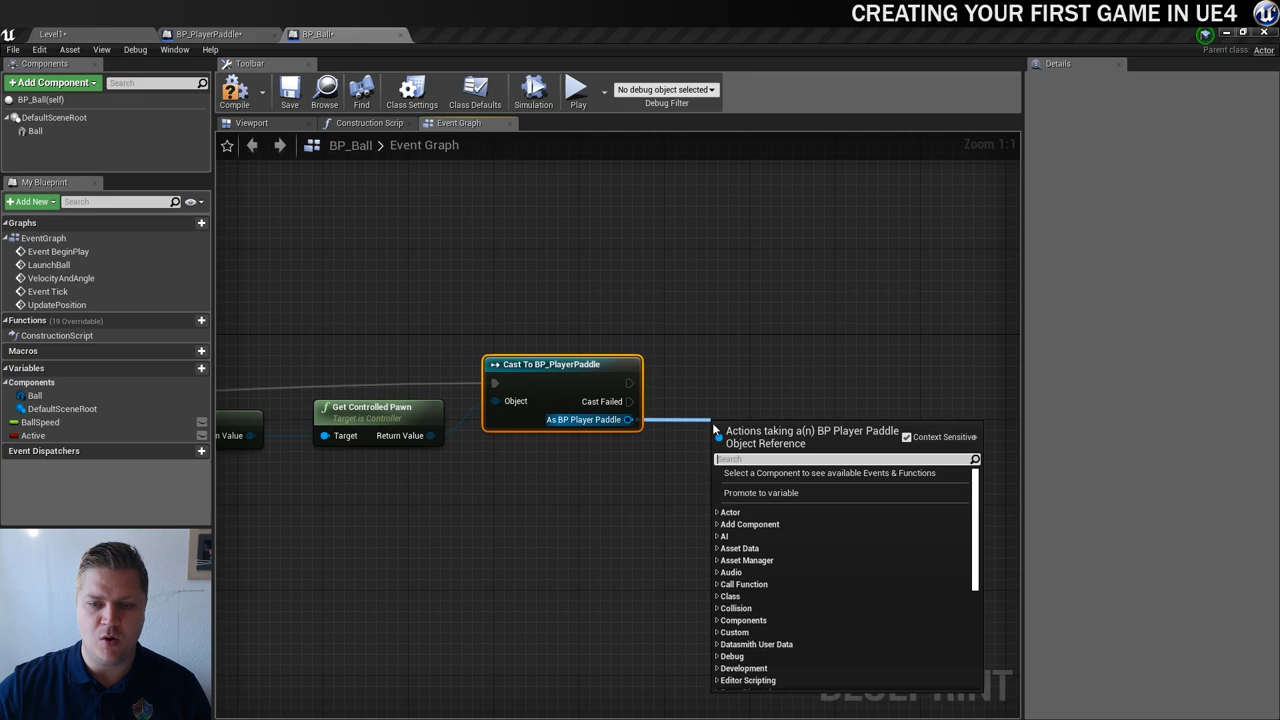 CREATING YOUR FIRST GAME IN UE4
Level1•
BP_PlayerPaddle•
BP_Ball•
File Edit Asset View Debug Window Help
Parent class: Actor
Components
+Add Component
Search
BP_Ball(self)
DefaultSceneRoot
Ball
My Blueprint
+Add New
Search
Graphs
EventGraph
Event BeginPlay
LaunchBall
VelocityAndAngle
Event Tick
UpdatePosition
Functions (19 Overridable)
ConstructionScript
Macros
Variables
Components
Ball
DefaultSceneRoot
BallSpeed
Active
Event Dispatchers
Toolbar
Compile
Save
Browse
Find
Class Settings
Class Defaults
Simulation
Play
No debug object selected
Debug Filter
Viewport
Construction Scrip
Event Graph
BP_Ball > Event Graph
Zoom 1:1
n Value
Get Controlled Pawn
Target is Controller
Target Return Value
Cast To BP_PlayerPaddle
Object
Cast Failed
As BP Player Paddle
Actions taking a(n) BP Player Paddle
Object Reference
Context Sensitive
Search
Select a Component to see available Events & Functions
Promote to variable
Actor
Add Component
AI
Asset Data
Asset Manager
Audio
Call Function
Class
Collision
Components
Custom
Datasmith User Data
Debug
Development
Editor Scripting
Details